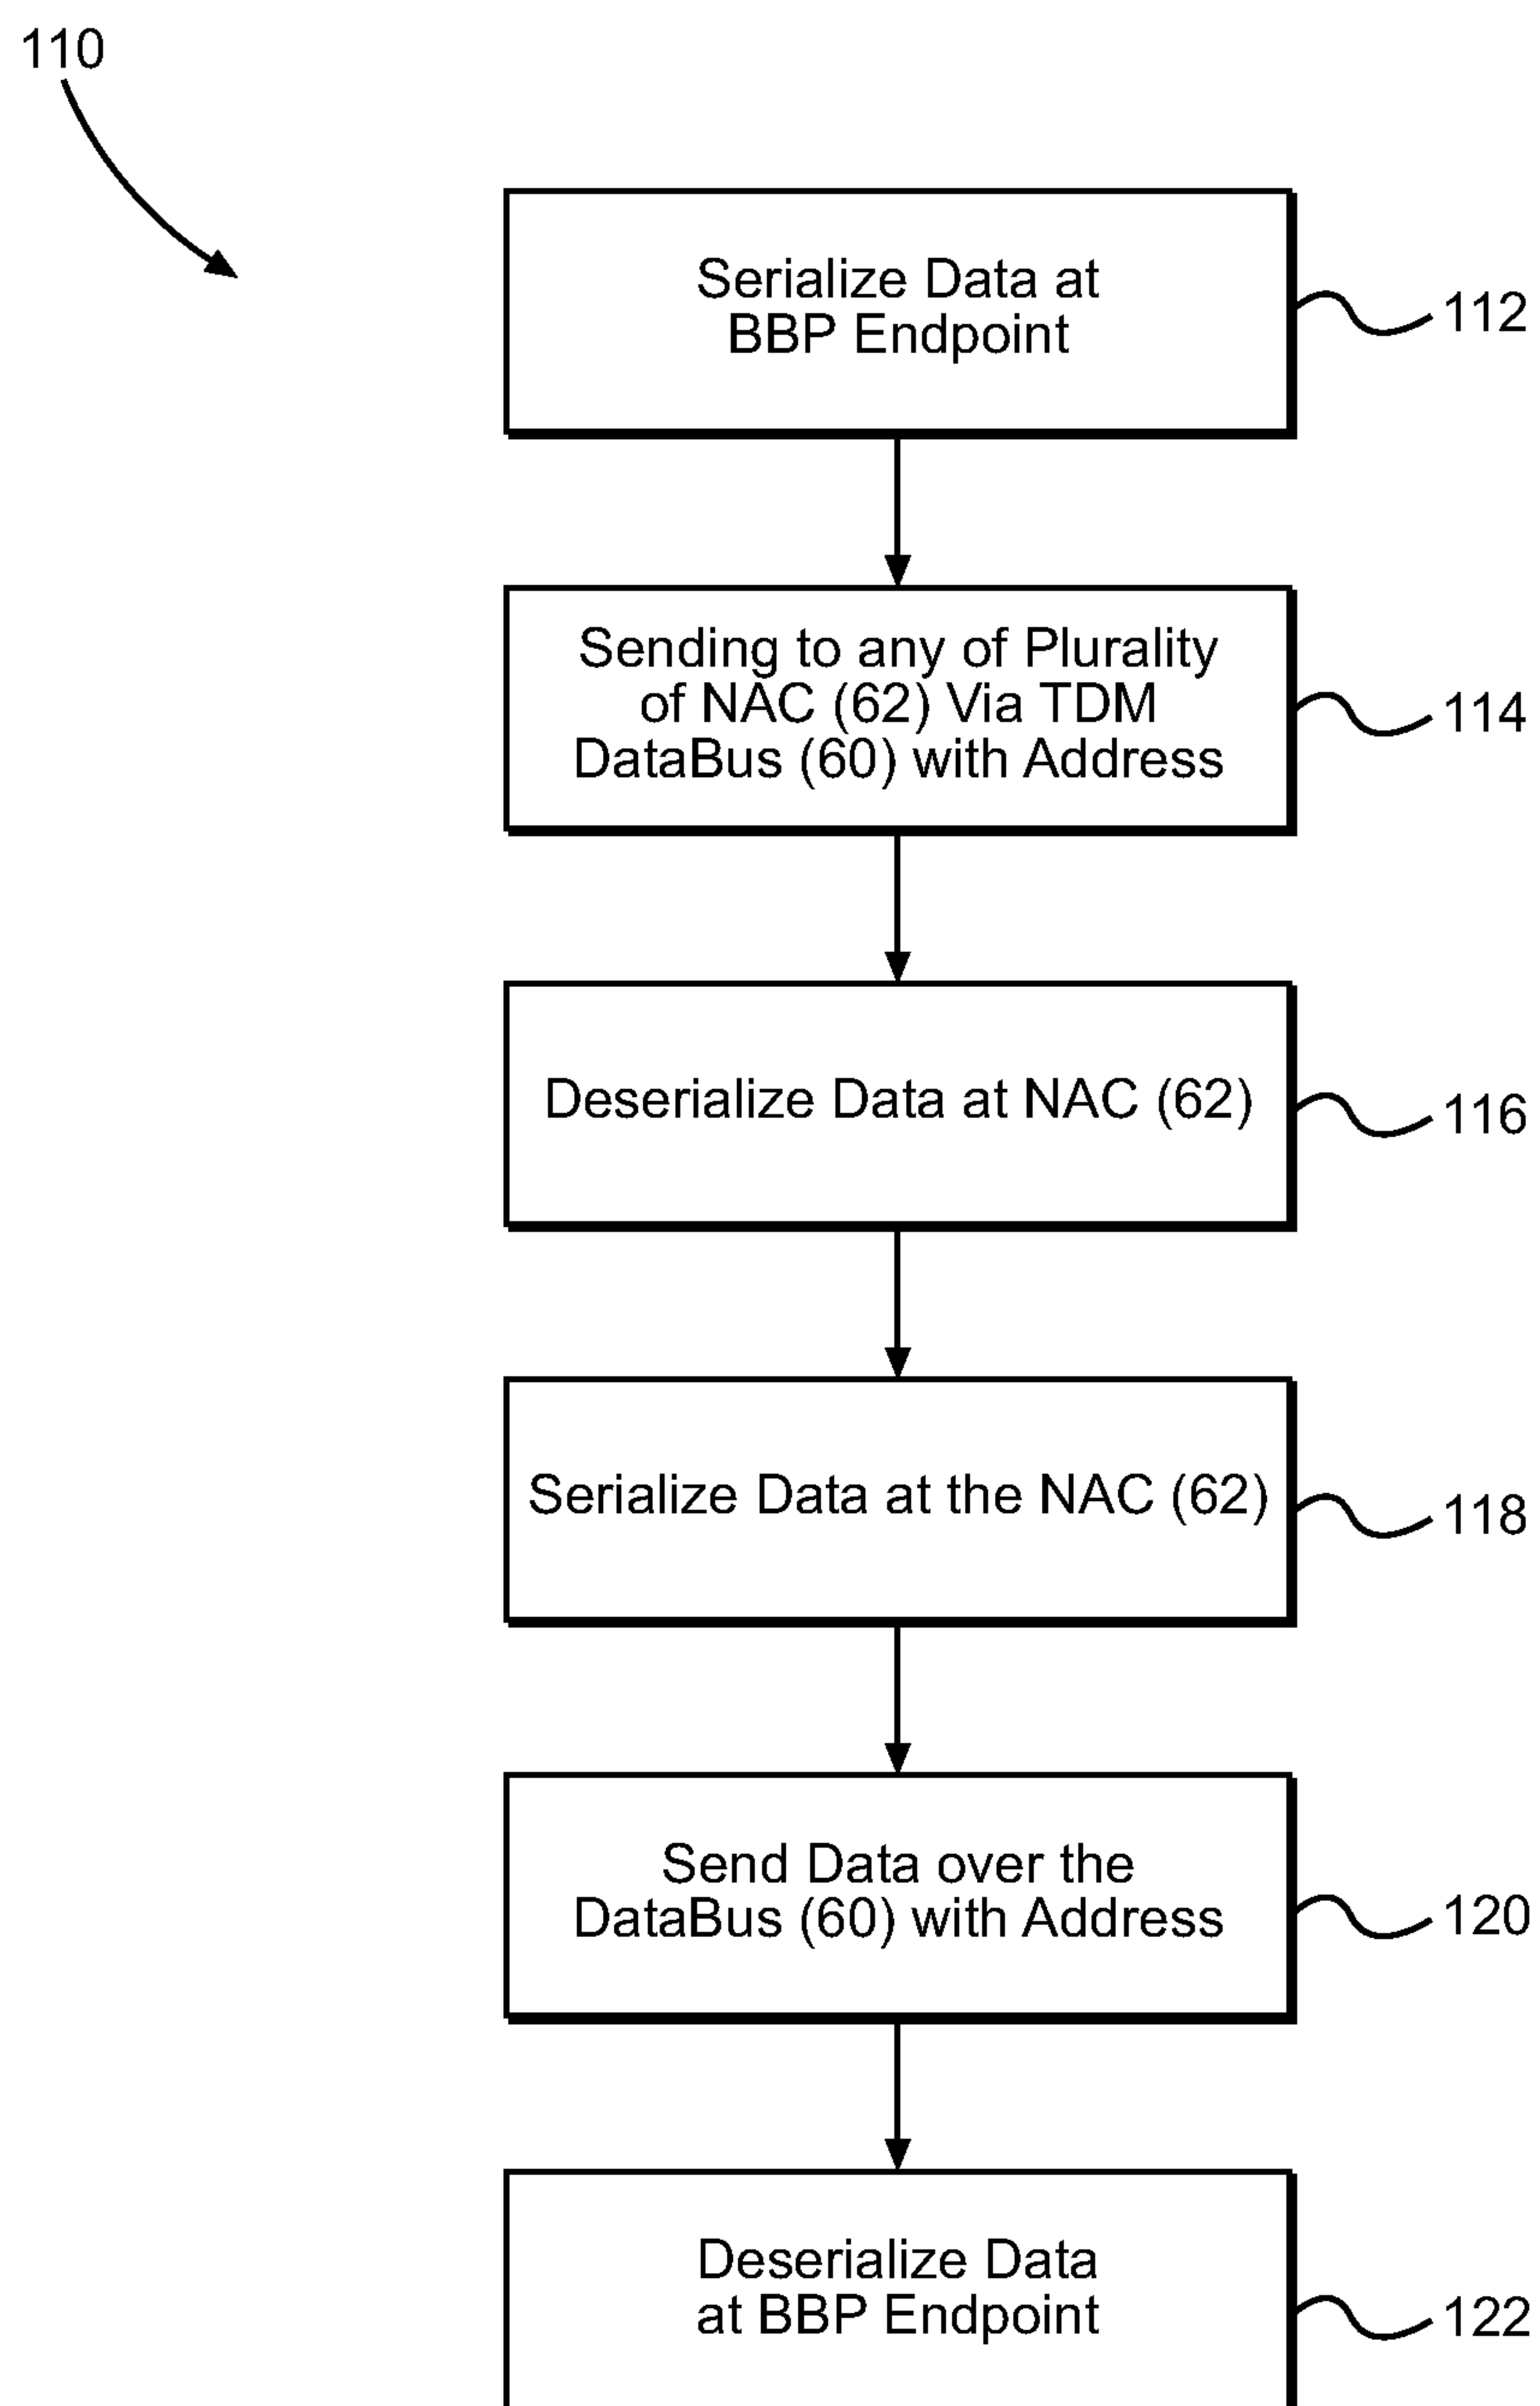 110
Serialize Data at
BBP Endpoint
112
Sending to any of Plurality
of NAC (62) Via TDM
DataBus (60) with Address
114
Deserialize Data at NAC (62)
116
Serialize Data at the NAC (62)
118
Send Data over the
DataBus (60) with Address
120
Deserialize Data
at BBP Endpoint
122